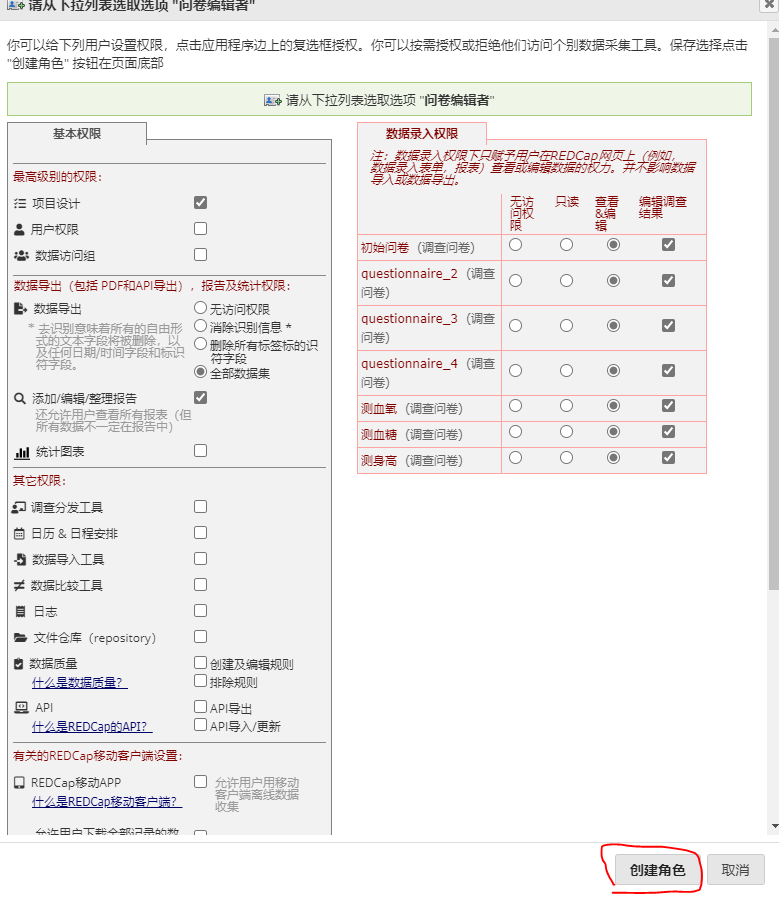 请从下拉列表选取选项 "问卷编辑者"
你可以给下列用户设置权限，点击应用程序边上的复选框授权。你可以按需授权或拒绝他们访问个别数据采集工具。保存选择点击
"创建角色" 按钮在页面底部
请从下拉列表选取选项 "问卷编辑者"
基本权限
最高级别的权限:
项目设计
用户权限
数据访问组
数据导出（包括 PDF和API导出），报告及统计权限:
数据导出
* 去识别意味着所有的自由形
式的文本字段将被删除，以
及任何日期/时间字段和标识
符字段。
无访问权限
消除识别信息 *
删除所有标签标的识
符字段
全部数据集
添加/编辑/整理报告
还允许用户查看所有报表（但
所有数据不一定在报告中）
统计图表
其它权限:
调查分发工具
日历 & 日程安排
数据导入工具
数据比较工具
日志
文件仓库（repository）
数据质量
什么是数据质量?
创建及编辑规则
排除规则
API
什么是REDCap的API?
API导出
API导入/更新
有关的REDCap移动客户端设置:
REDCap移动APP
什么是REDCap移动客户端?
允许用户用移动
客户端离线数据
收集
允许用户下载全部记录的数
数据录入权限
注：数据录入权限下只赋予用户在REDCap网页上（例如，
数据录入表单，报表）查看或编辑数据的权力。并不影响数据
导入或数据导出。
无访
问权
限
只读
查看
&编
辑
编辑调查
结果
初始问卷（调查问卷）
questionnaire_2（调查
问卷）
questionnaire_3（调查
问卷）
questionnaire_4（调查
问卷）
测血氧（调查问卷）
测血糖（调查问卷）
测身高（调查问卷）
创建角色
取消